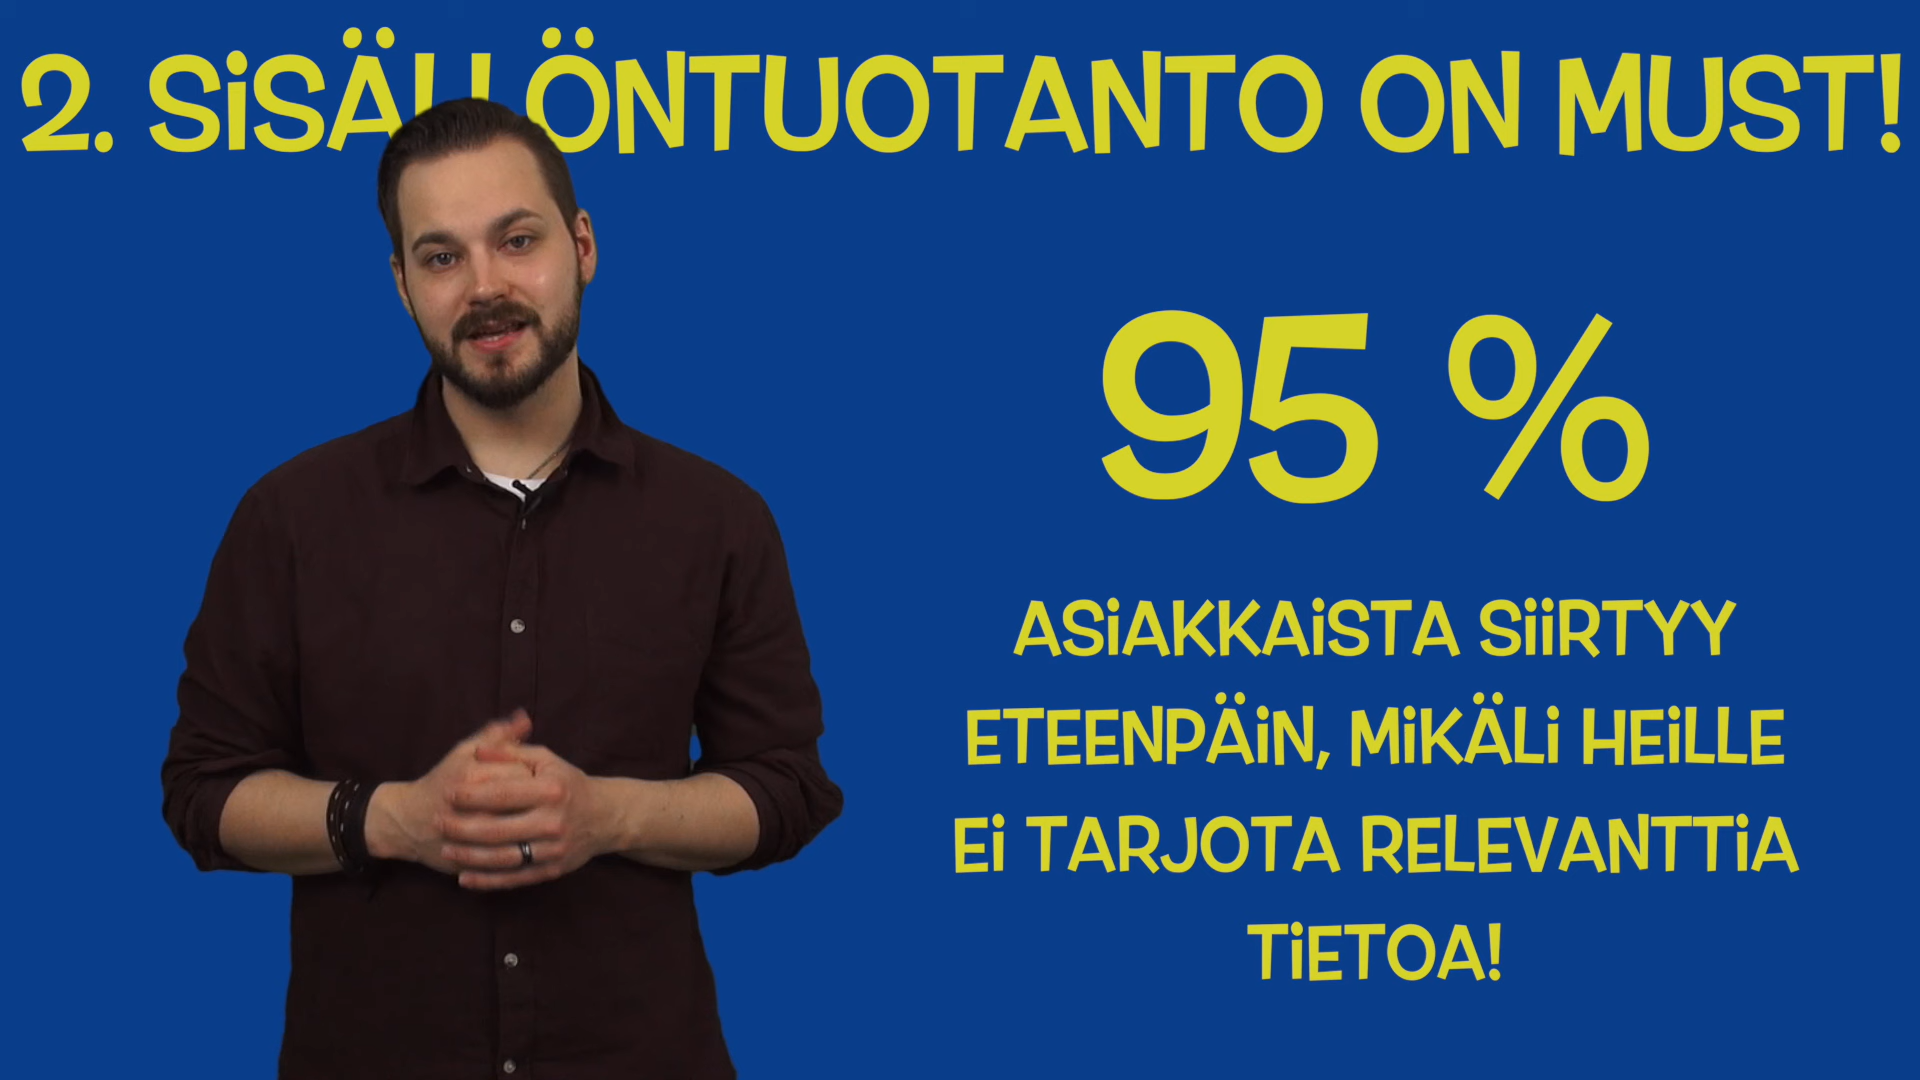 2. SiSÄLLÖNTUOTANTO ON MUST!
95 %
ASiAKKAiSTA SiiRTYY
ETEENPÄiN, MiKÄLi HEiLLE
Ei TARJOTA RELEVANTTiA
TiETOA!